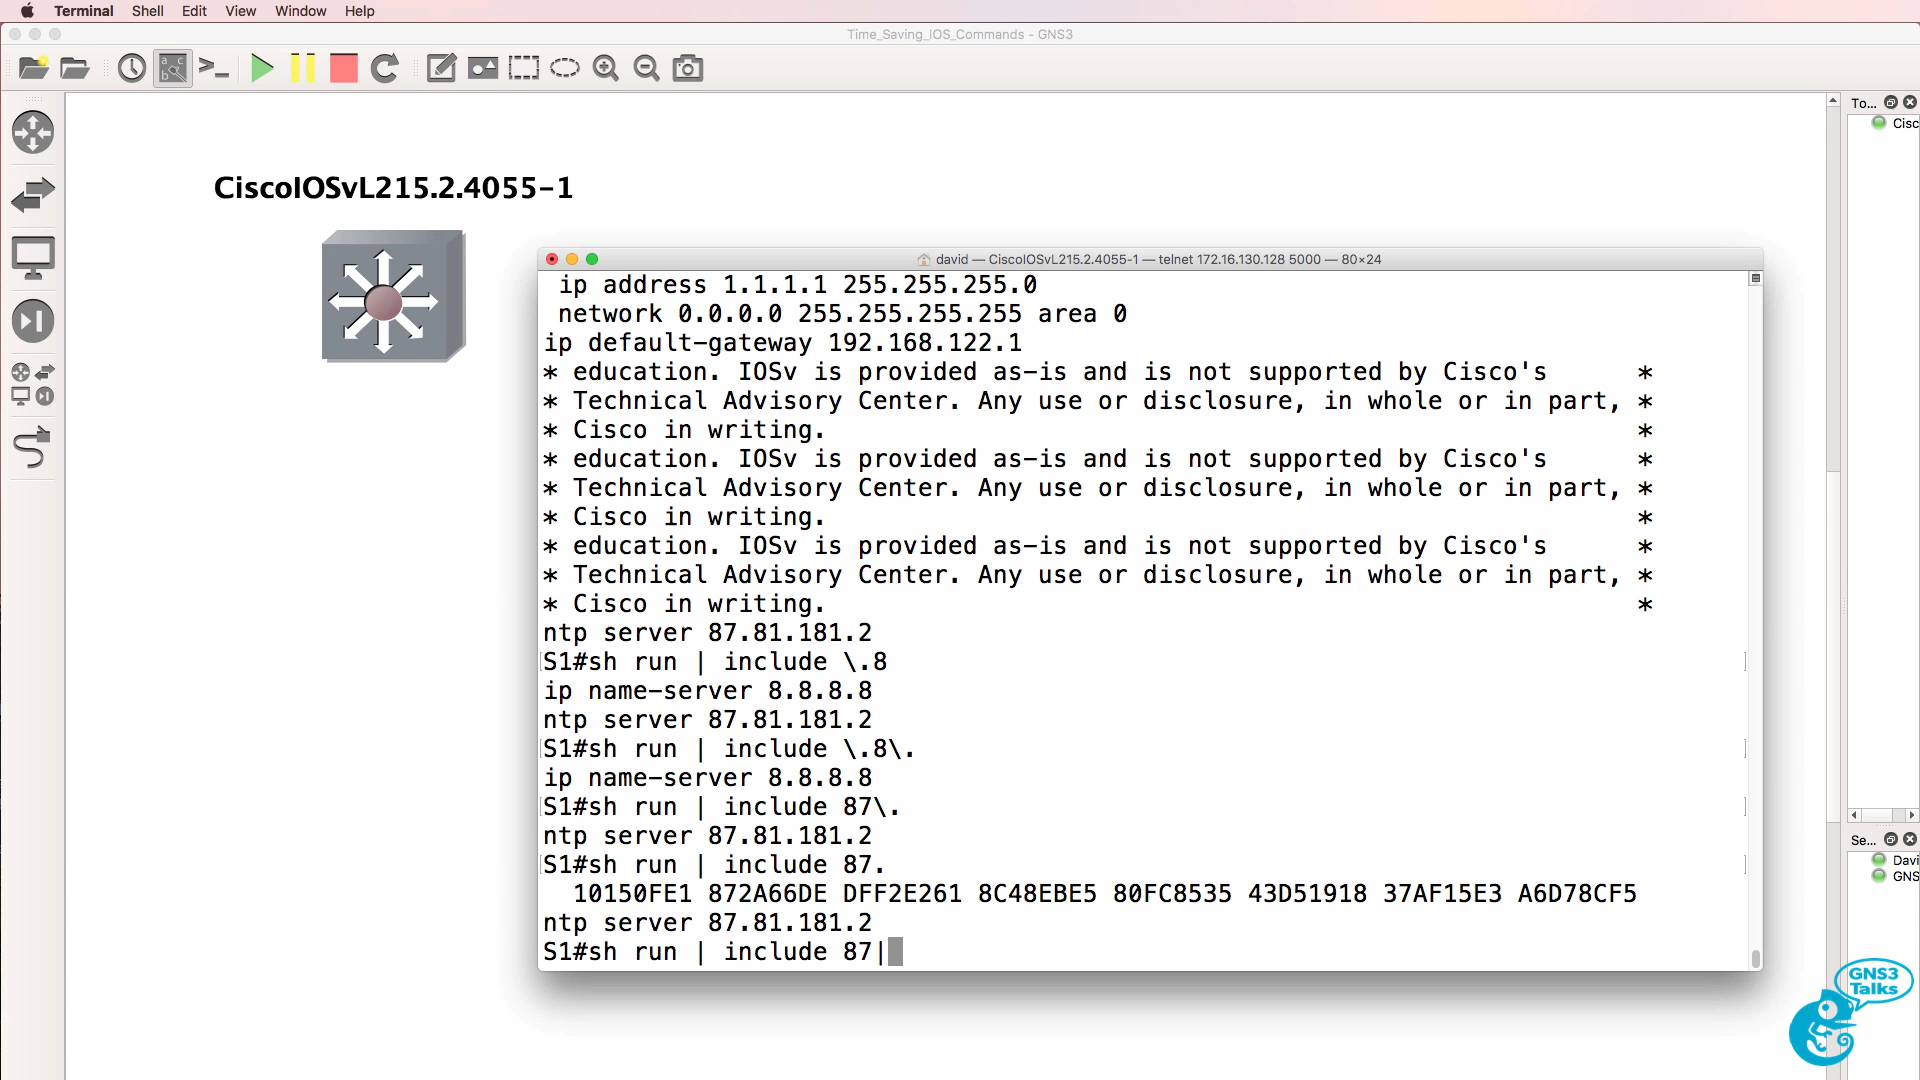 Terminal Shell Edit View Window Help
Time_Saving_IOS_Commands - GNS3
To...
Cisc
CiscoIOSvL215.2.4055-1
david — CiscoIOSvL215.2.4055-1 — telnet 172.16.130.128 5000 — 80×24
ip address 1.1.1.1 255.255.255.0
network 0.0.0.0 255.255.255.255 area 0
ip default-gateway 192.168.122.1
* education. IOSv is provided as-is and is not supported by Cisco's *
* Technical Advisory Center. Any use or disclosure, in whole or in part, *
* Cisco in writing. *
* education. IOSv is provided as-is and is not supported by Cisco's *
* Technical Advisory Center. Any use or disclosure, in whole or in part, *
* Cisco in writing. *
* education. IOSv is provided as-is and is not supported by Cisco's *
* Technical Advisory Center. Any use or disclosure, in whole or in part, *
* Cisco in writing. *
ntp server 87.81.181.2
[S1#sh run | include \.8 ]
ip name-server 8.8.8.8
ntp server 87.81.181.2
[S1#sh run | include \.8\. ]
ip name-server 8.8.8.8
[S1#sh run | include 87\. ]
ntp server 87.81.181.2
[S1#sh run | include 87. ]
10150FE1 872A66DE DFF2E261 8C48EBE5 80FC8535 43D51918 37AF15E3 A6D78CF5
ntp server 87.81.181.2
S1#sh run | include 87|
Se...
Davi
GNS
GNS3
Talks